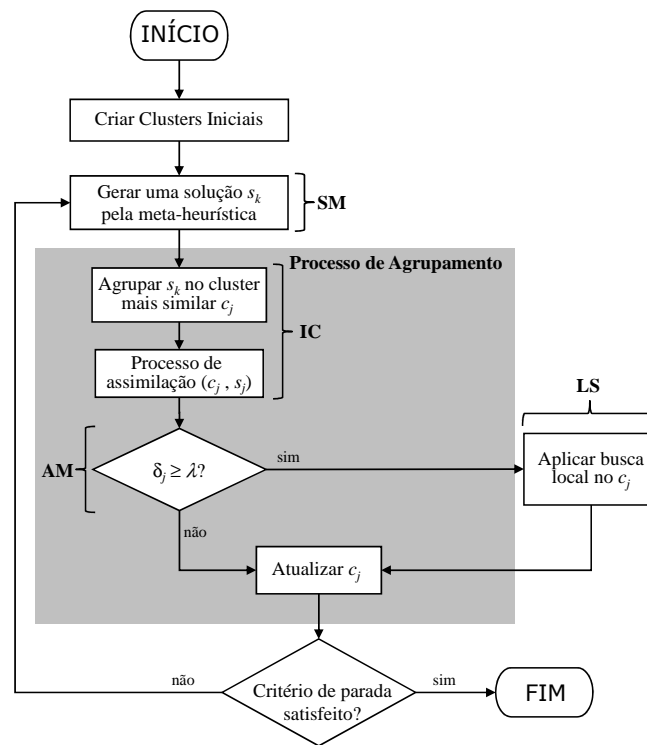 INÍCIO
Criar Clusters Iniciais
Gerar uma solução s_k
pela meta-heurística
SM
Processo de Agrupamento
Agrupar s_k no cluster
mais similar c_j
IC
Processo de
assimilação (c_j , s_j)
LS
AM
δ_j ≥ λ?
sim
Aplicar busca
local no c_j
não
Atualizar c_j
não
Critério de parada
satisfeito?
sim
FIM